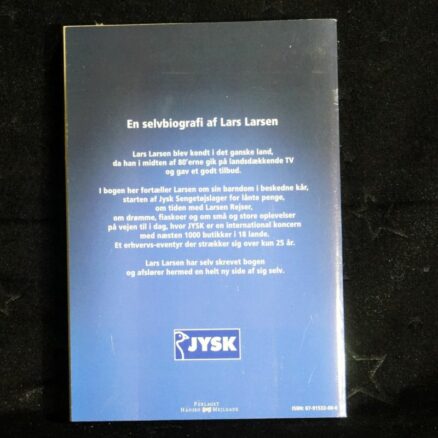 En selvbiografi af Lars Larsen
Lars Larsen blev kendt i det ganske land,
da han i midten af 80'erne gik på landsdækkende TV
og gav et godt tilbud.
I bogen her fortæller Larsen om sin barndom i beskedne kår,
starten af Jysk Sengetøjslager for lånte penge,
om tiden med Larsen Rejser,
om drømme, fiaskoer og om små og store oplevelser
på vejen til i dag, hvor JYSK er en international koncern
med næsten 1000 butikker i 18 lande.
Et erhvervs-eventyr der strækker sig over kun 25 år.
Lars Larsen har selv skrevet bogen
og afslører hermed en helt ny side af sig selv.
JYSK
FORLAGET
HOVEDLAND